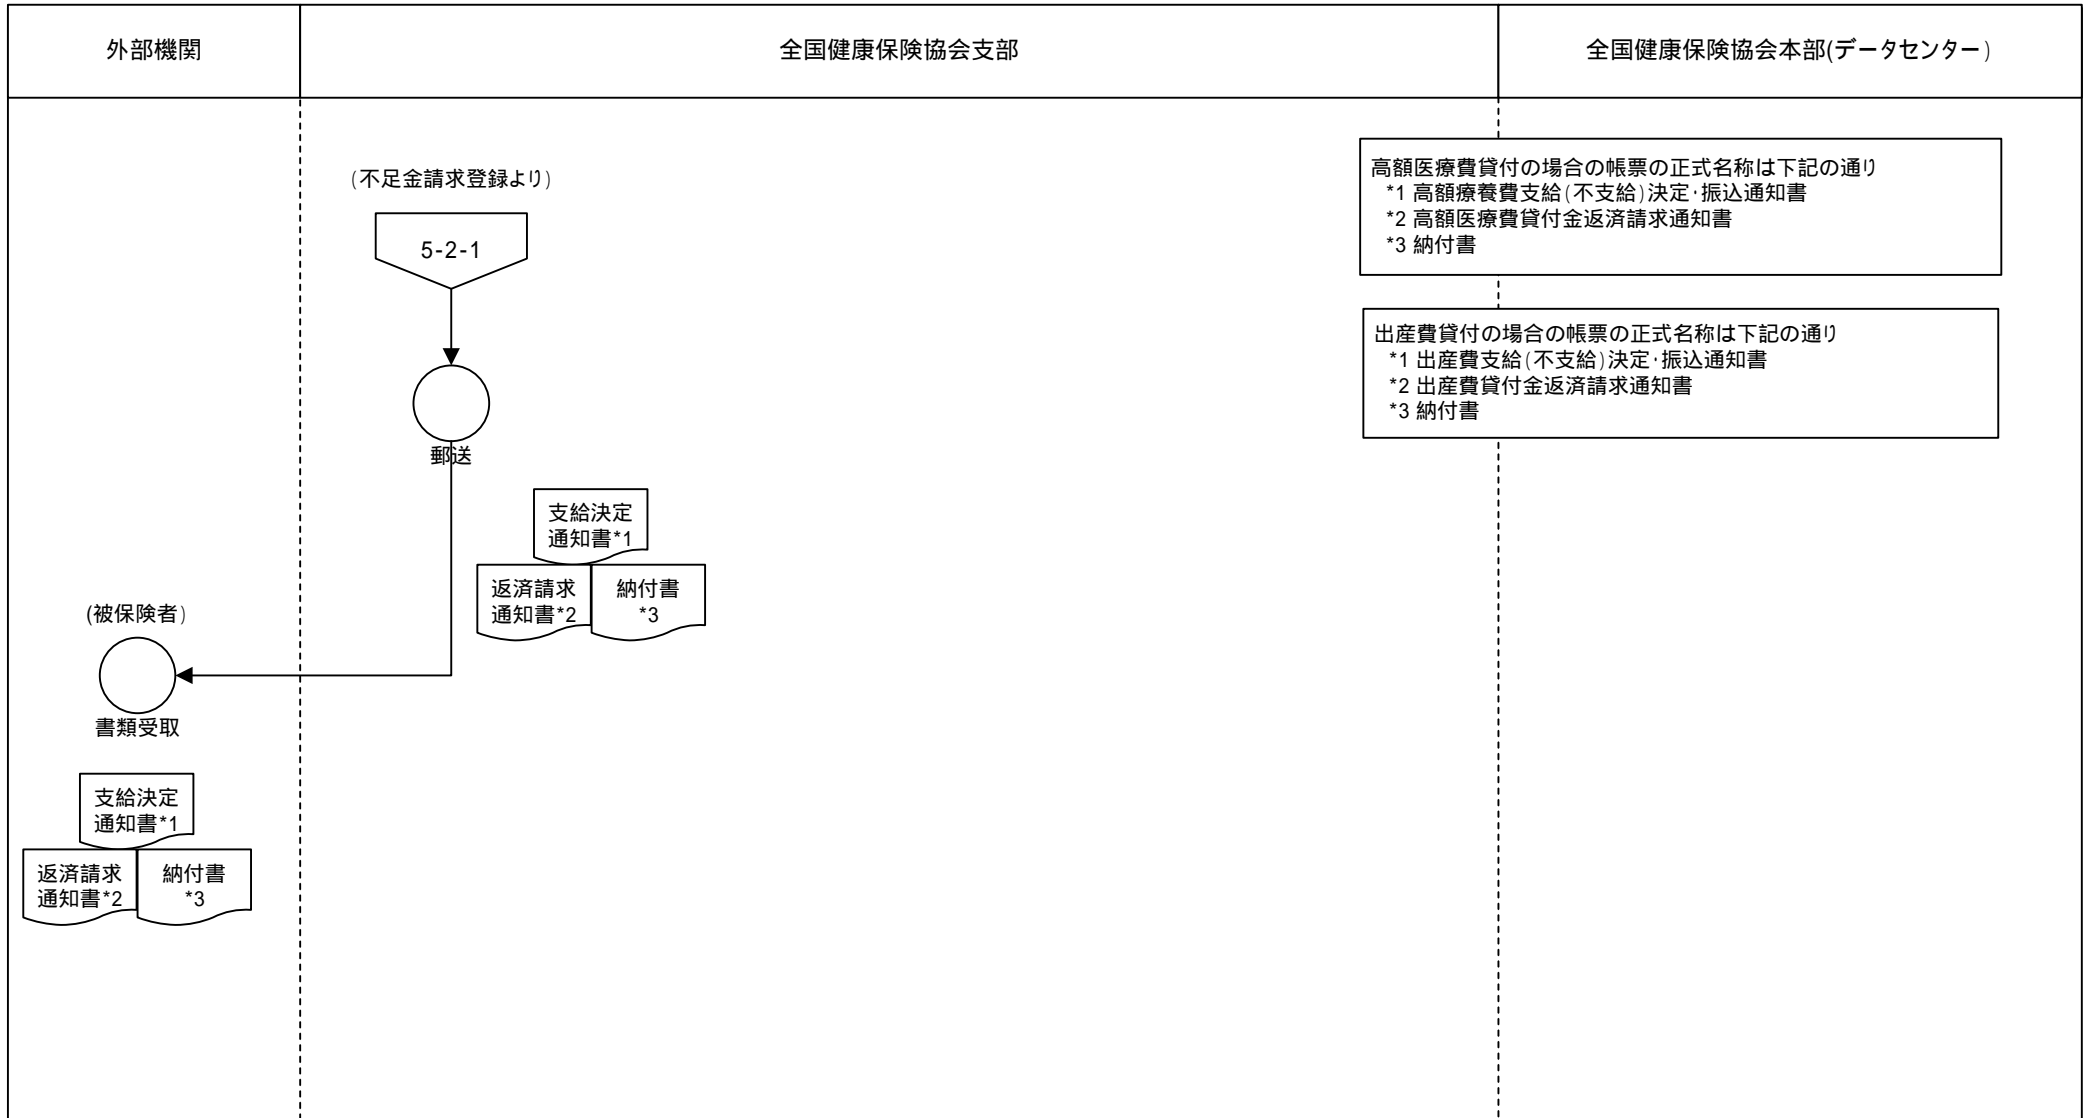 外部機関
全国健康保険協会支部
全国健康保険協会本部(データセンター)
(不足金請求登録より)
5-2-1
郵送
高額医療費貸付の場合の帳票の正式名称は下記の通り
*1 高額療養費支給(不支給)決定・振込通知書
*2 高額医療費貸付金返済請求通知書
*3 納付書
出産費貸付の場合の帳票の正式名称は下記の通り
*1 出産費支給(不支給)決定・振込通知書
*2 出産費貸付金返済請求通知書
*3 納付書
支給決定
通知書*1
返済請求
通知書*2
納付書
*3
(被保険者)
書類受取
支給決定
通知書*1
返済請求
通知書*2
納付書
*3